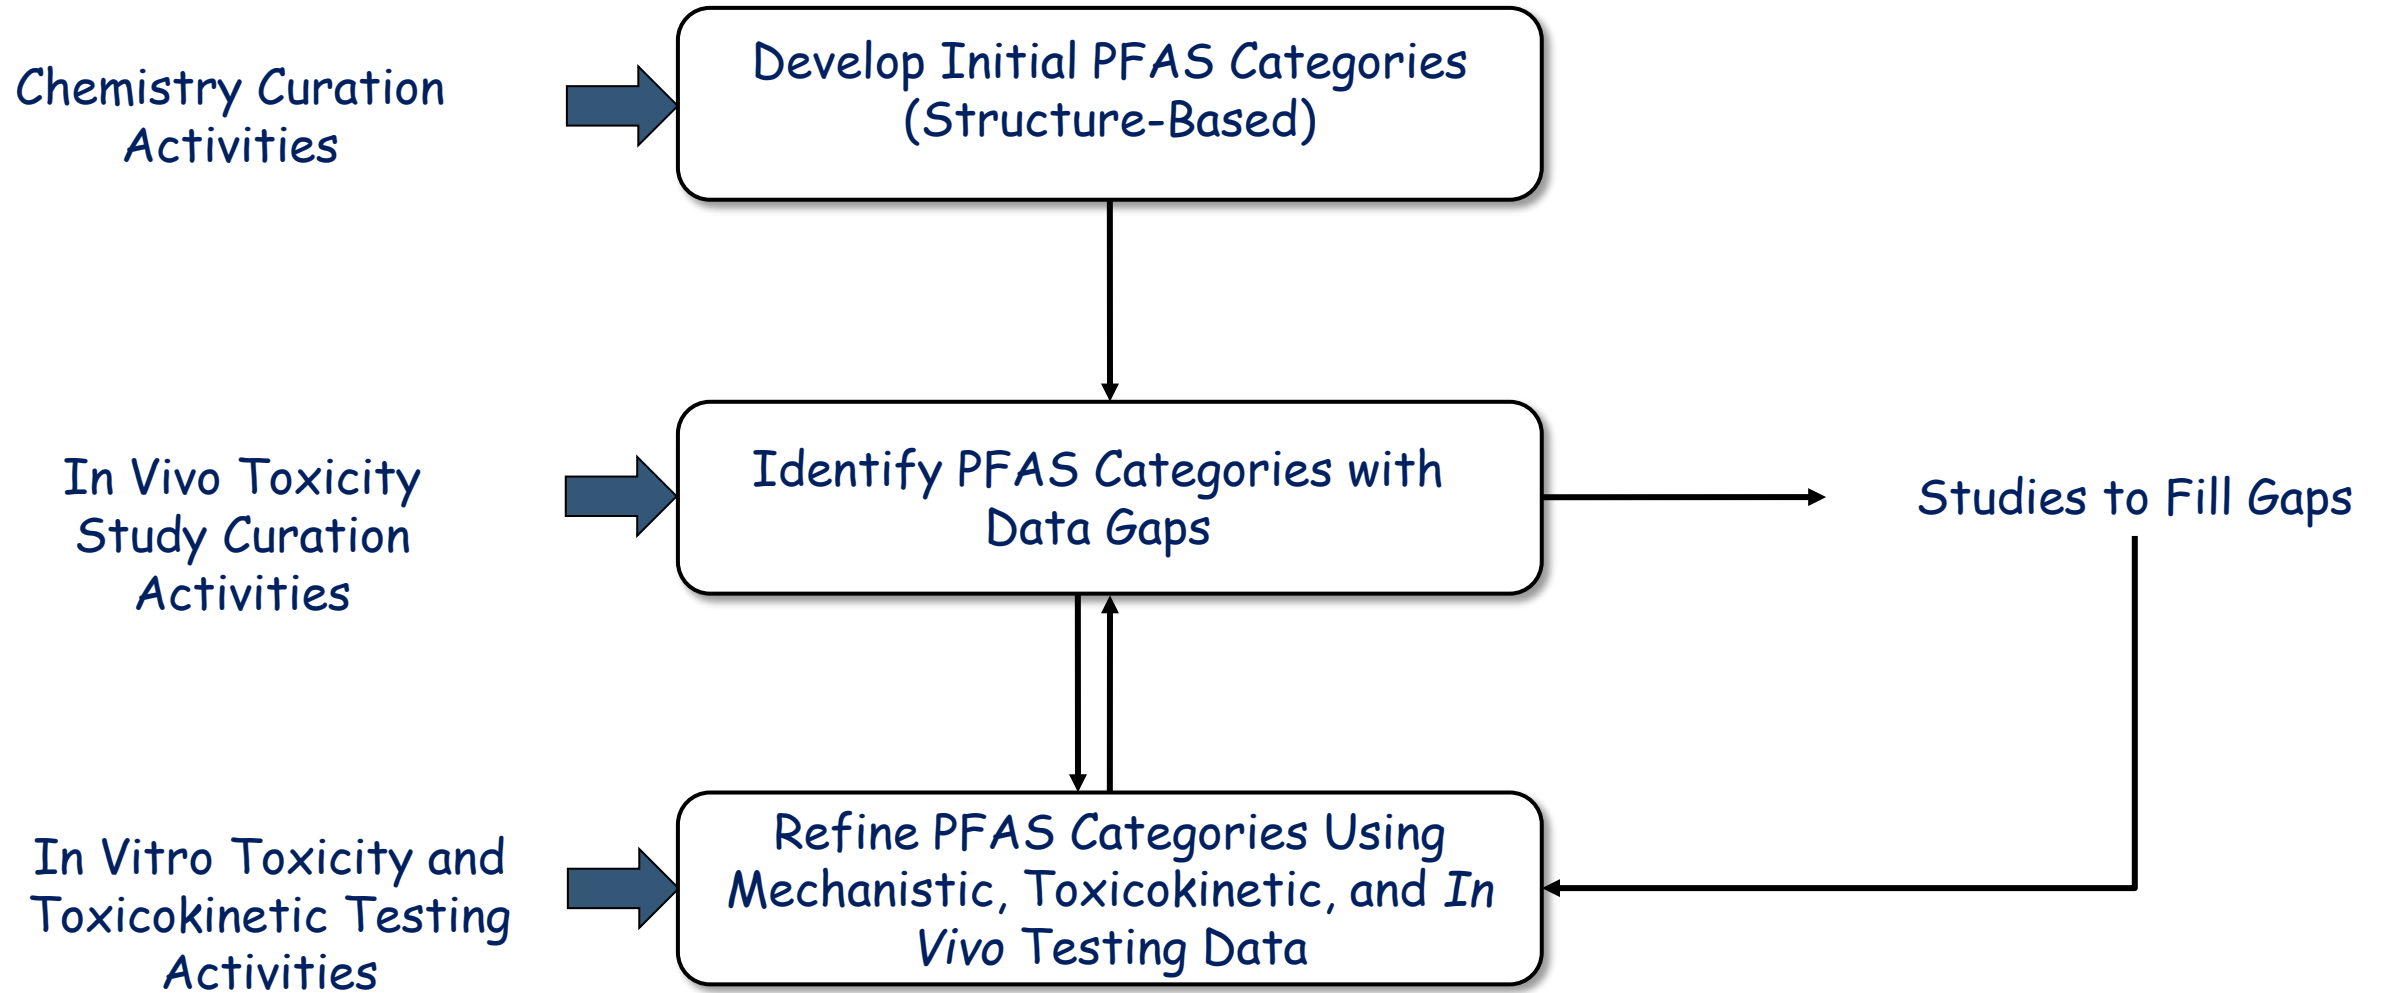 Chemistry Curation
Activities
Develop Initial PFAS Categories
(Structure-Based)
In Vivo Toxicity
Study Curation
Activities
Identify PFAS Categories with
Data Gaps
Studies to Fill Gaps
In Vitro Toxicity and
Toxicokinetic Testing
Activities
Refine PFAS Categories Using
Mechanistic, Toxicokinetic, and In
Vivo Testing Data